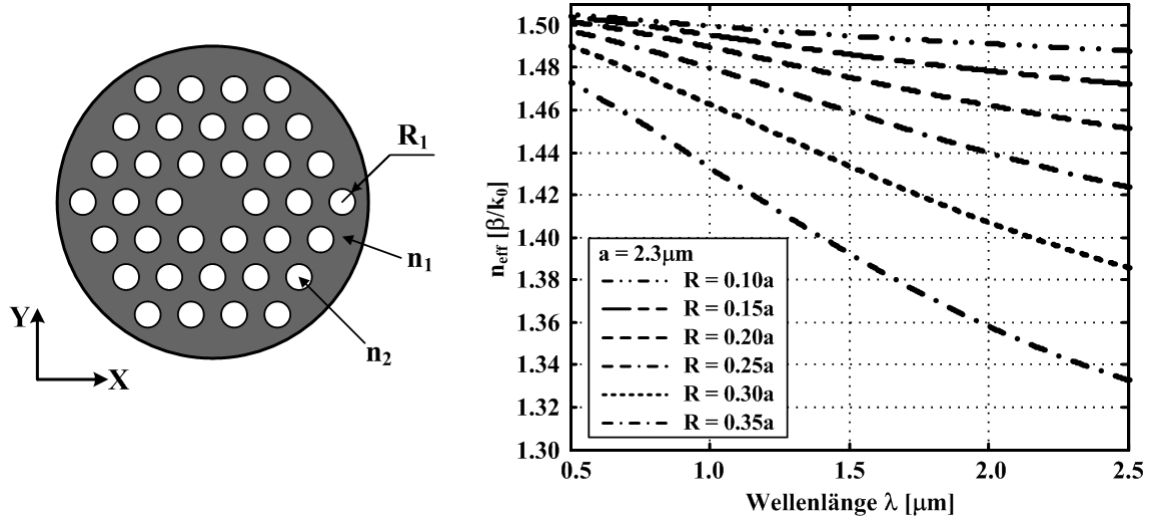 R₁
n₁
n₂
Y
X
n_eff [β/k₀]
1.50
1.48
1.46
1.44
1.42
1.40
1.38
1.36
1.34
1.32
1.30
a = 2.3μm
R = 0.10a
R = 0.15a
R = 0.20a
R = 0.25a
R = 0.30a
R = 0.35a
0.5 1.0 1.5 2.0 2.5
Wellenlänge λ [μm]